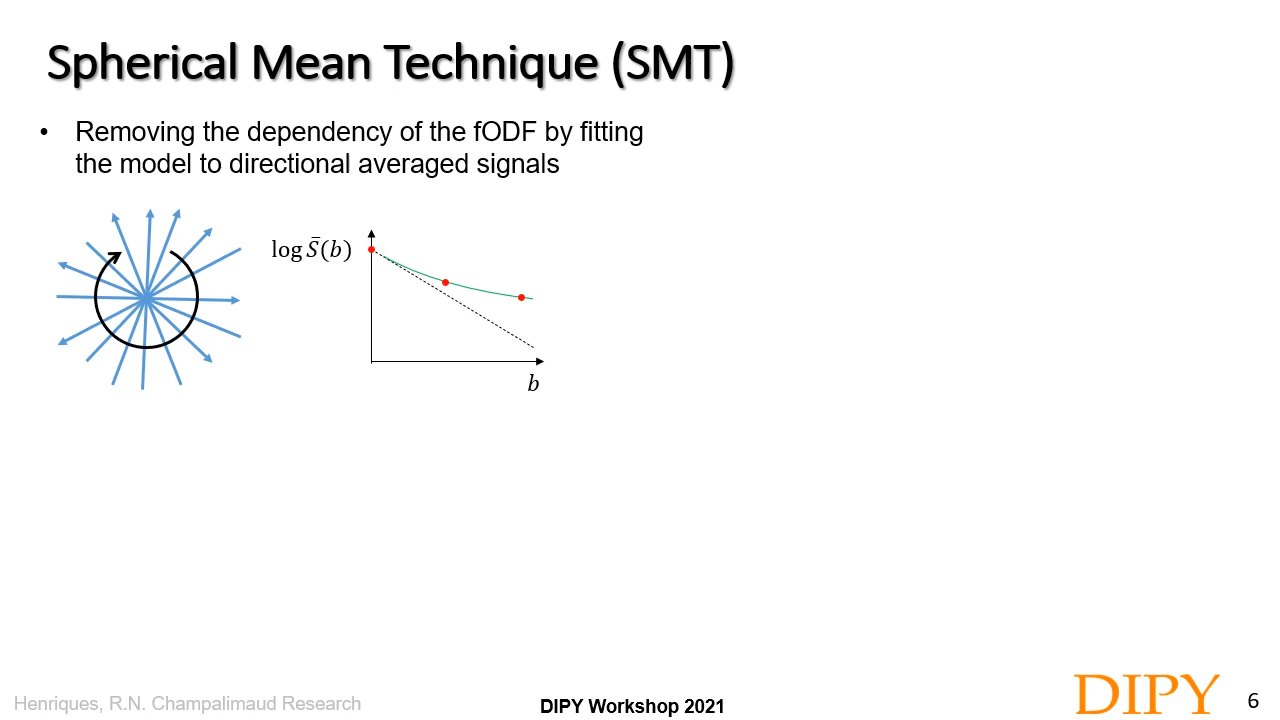 Spherical Mean Technique (SMT)
• Removing the dependency of the fODF by fitting
the model to directional averaged signals
log S̄(b)
b
Henriques, R.N. Champalimaud Research
DIPY Workshop 2021
DIPY
6